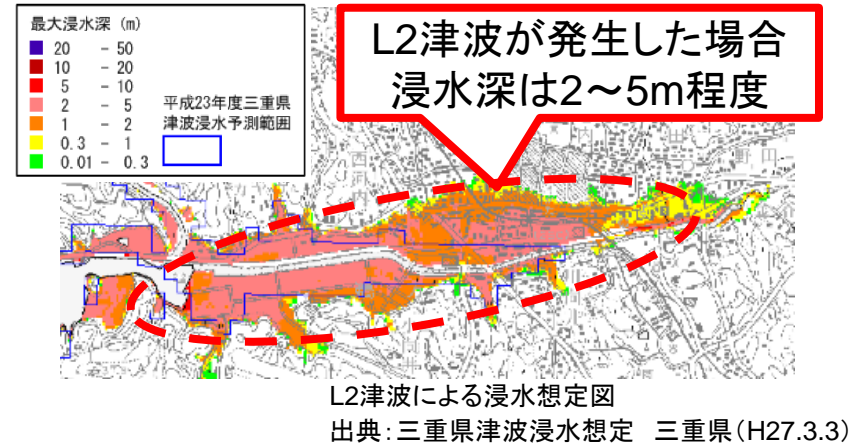 最大浸水深 (m)
20 - 50
10 - 20
5 - 10
2 - 5
1 - 2
0.3 - 1
0.01 - 0.3
平成23年度三重県
津波浸水予測範囲
L2津波が発生した場合
浸水深は2～5m程度
L2津波による浸水想定図
出典：三重県津波浸水想定　三重県（H27.3.3）